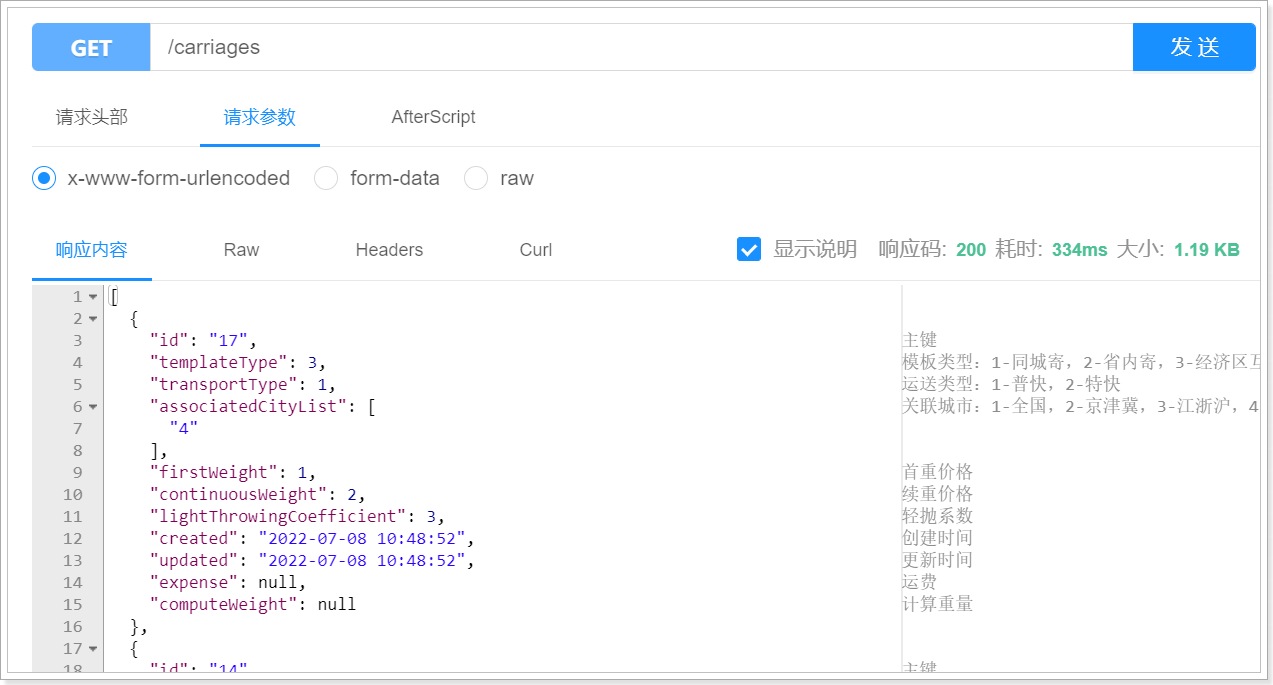 GET /carriages 发 送
请求头部 请求参数 AfterScript
x-www-form-urlencoded form-data raw
响应内容 Raw Headers Curl 显示说明 响应码: 200 耗时: 334ms 大小: 1.19 KB
1 [
2 {
3 "id": "17", 主键
4 "templateType": 3, 模板类型: 1-同城寄, 2-省内寄, 3-经济区互
5 "transportType": 1, 运送类型: 1-普快, 2-特快
6 "associatedCityList": [ 关联城市: 1-全国, 2-京津冀, 3-江浙沪, 4
7 "4"
8 ],
9 "firstWeight": 1, 首重价格
10 "continuousWeight": 2, 续重价格
11 "lightThrowingCoefficient": 3, 轻抛系数
12 "created": "2022-07-08 10:48:52", 创建时间
13 "updated": "2022-07-08 10:48:52", 更新时间
14 "expense": null, 运费
15 "computeWeight": null 计算重量
16 },
17 {
18 "id": "14" 主键